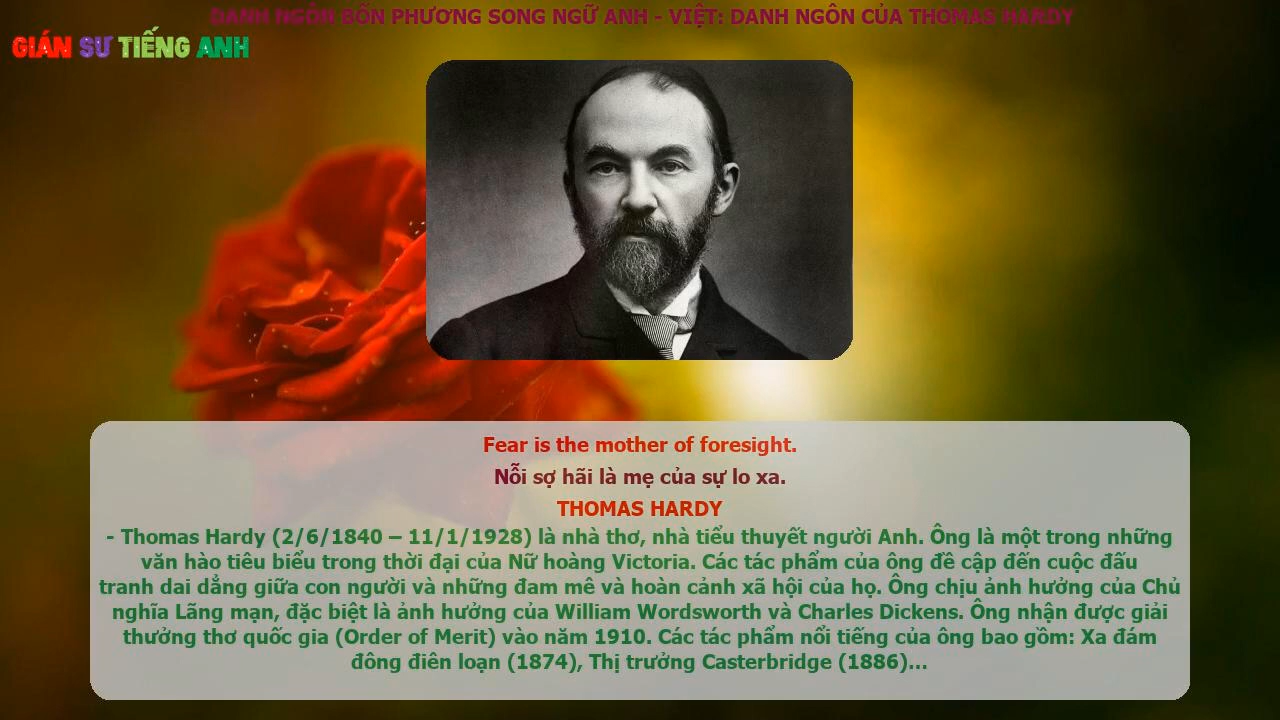 DANH NGÔN BỐN PHƯƠNG SONG NGỮ ANH - VIỆT: DANH NGÔN CỦA THOMAS HARDY
GIÁN SƯ TIẾNG ANH
Fear is the mother of foresight.
Nỗi sợ hãi là mẹ của sự lo xa.
THOMAS HARDY
- Thomas Hardy (2/6/1840 – 11/1/1928) là nhà thơ, nhà tiểu thuyết người Anh. Ông là một trong những
văn hào tiêu biểu trong thời đại của Nữ hoàng Victoria. Các tác phẩm của ông đề cập đến cuộc đấu
tranh dai dẳng giữa con người và những đam mê và hoàn cảnh xã hội của họ. Ông chịu ảnh hưởng của Chủ
nghĩa Lãng mạn, đặc biệt là ảnh hưởng của William Wordsworth và Charles Dickens. Ông nhận được giải
thưởng thơ quốc gia (Order of Merit) vào năm 1910. Các tác phẩm nổi tiếng của ông bao gồm: Xa đám
đông điên loạn (1874), Thị trưởng Casterbridge (1886)...